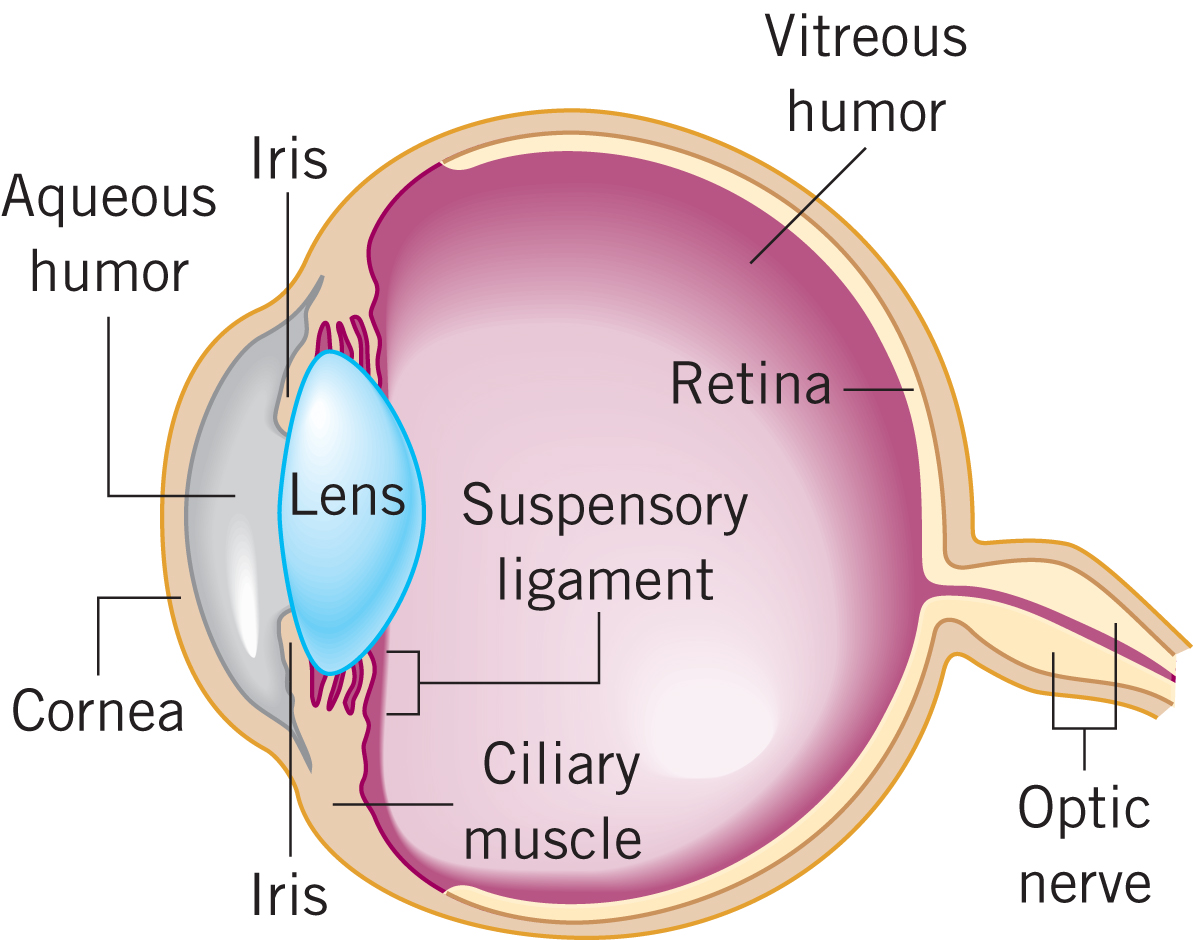 Vitreous
humor
Iris
Aqueous
humor
Retina
Lens
Suspensory
ligament
Cornea
Ciliary
muscle
Optic
nerve
Iris